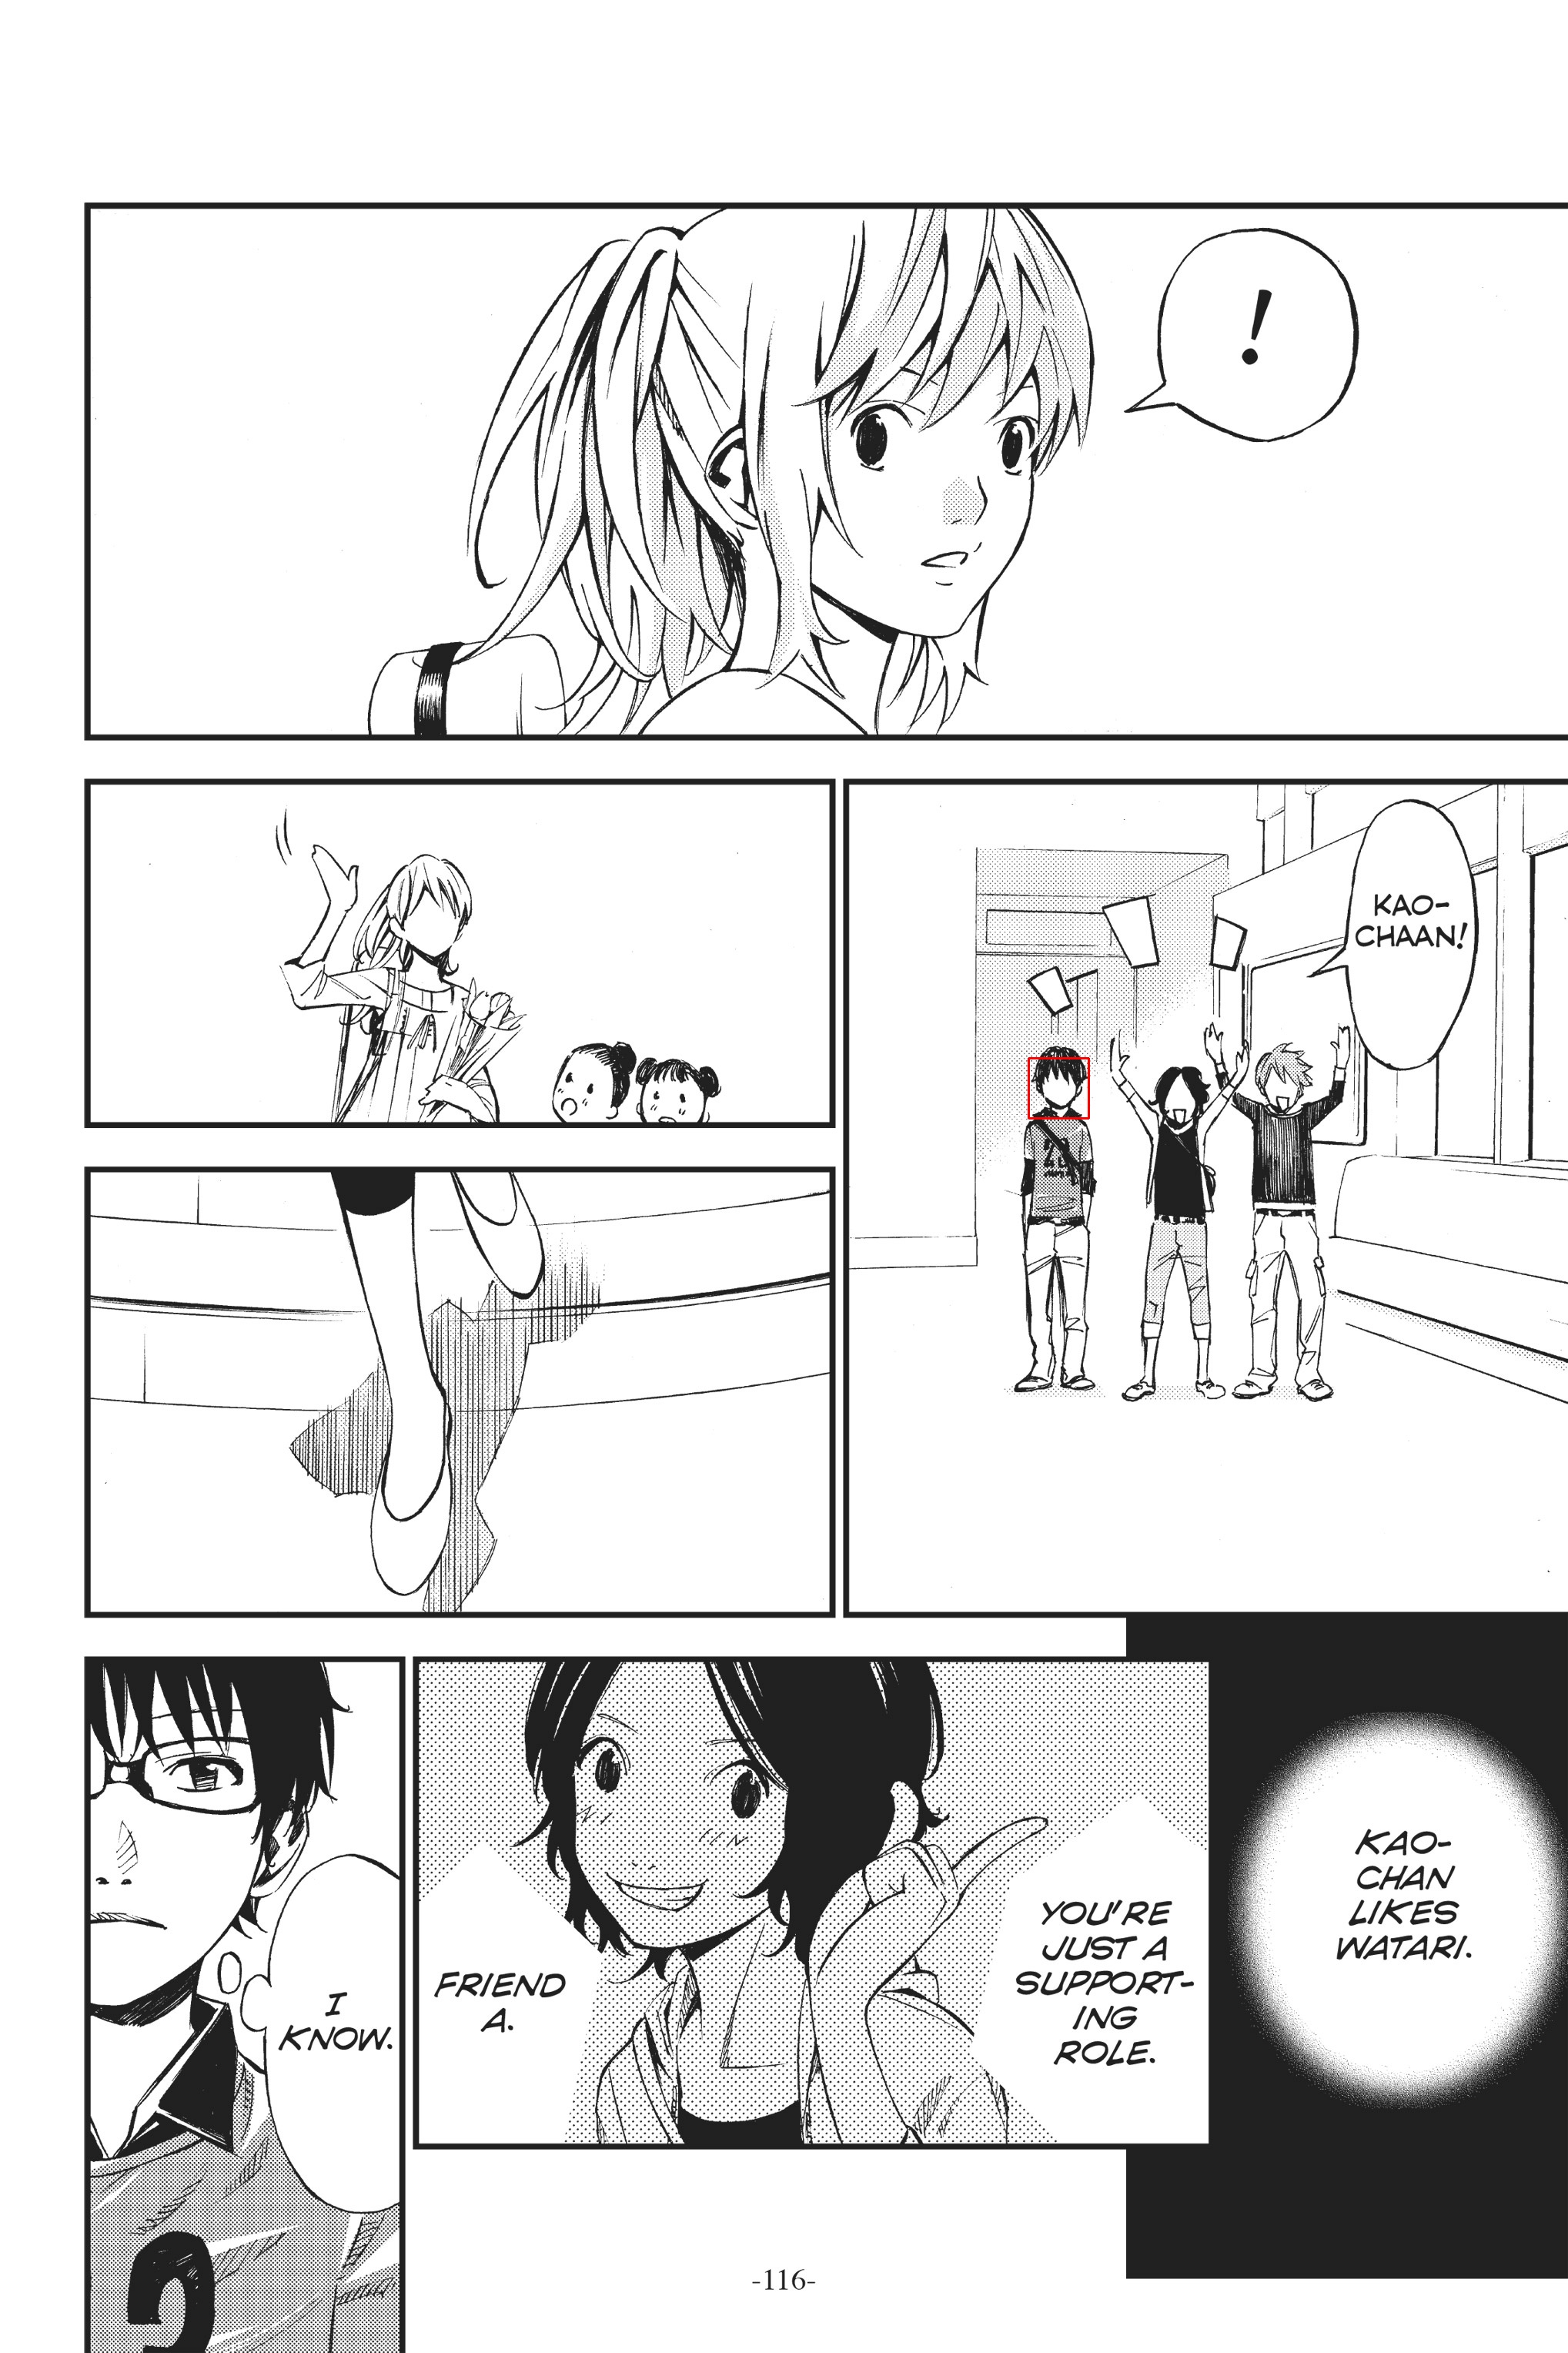 !
KAO-
CHAAN!
KAO-
CHAN
LIKES
WATARI.
YOU'RE
JUST A
SUPPORT-
ING
ROLE.
FRIEND
A.
I
KNOW.
-116-